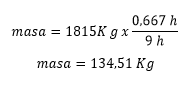 masa = 1815K g x 0,667 h / 9 h
masa = 134,51 Kg